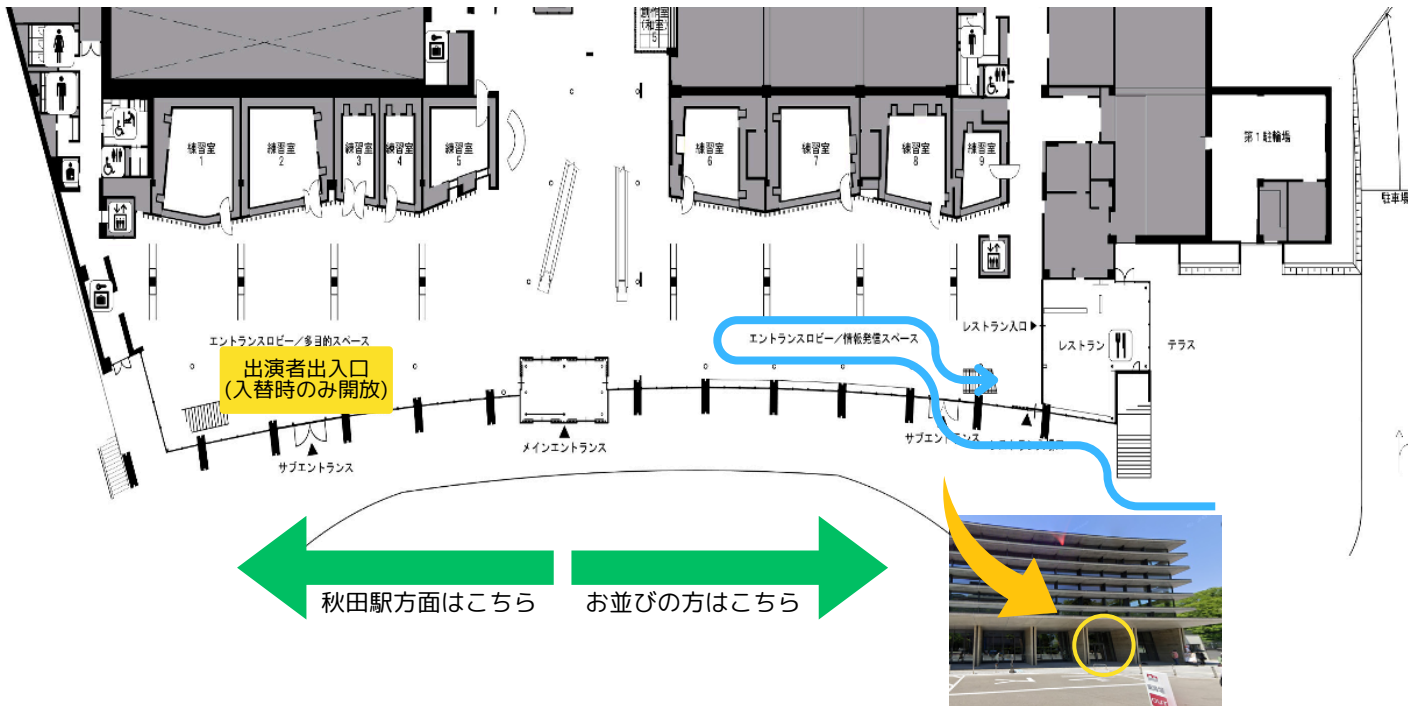 創作室
(和室)
5
練習室
1
練習室
2
練習室
3
練習室
4
練習室
5
練習室
6
練習室
7
練習室
8
練習室
9
第1駐輪場
駐車場
エントランスロビー/多目的スペース
エントランスロビー/情報発信スペース
レストラン入口
レストラン
テラス
出演者出入口
(入替時のみ開放)
サブエントランス
メインエントランス
サブエントランス
秋田駅方面はこちら
お並びの方はこちら